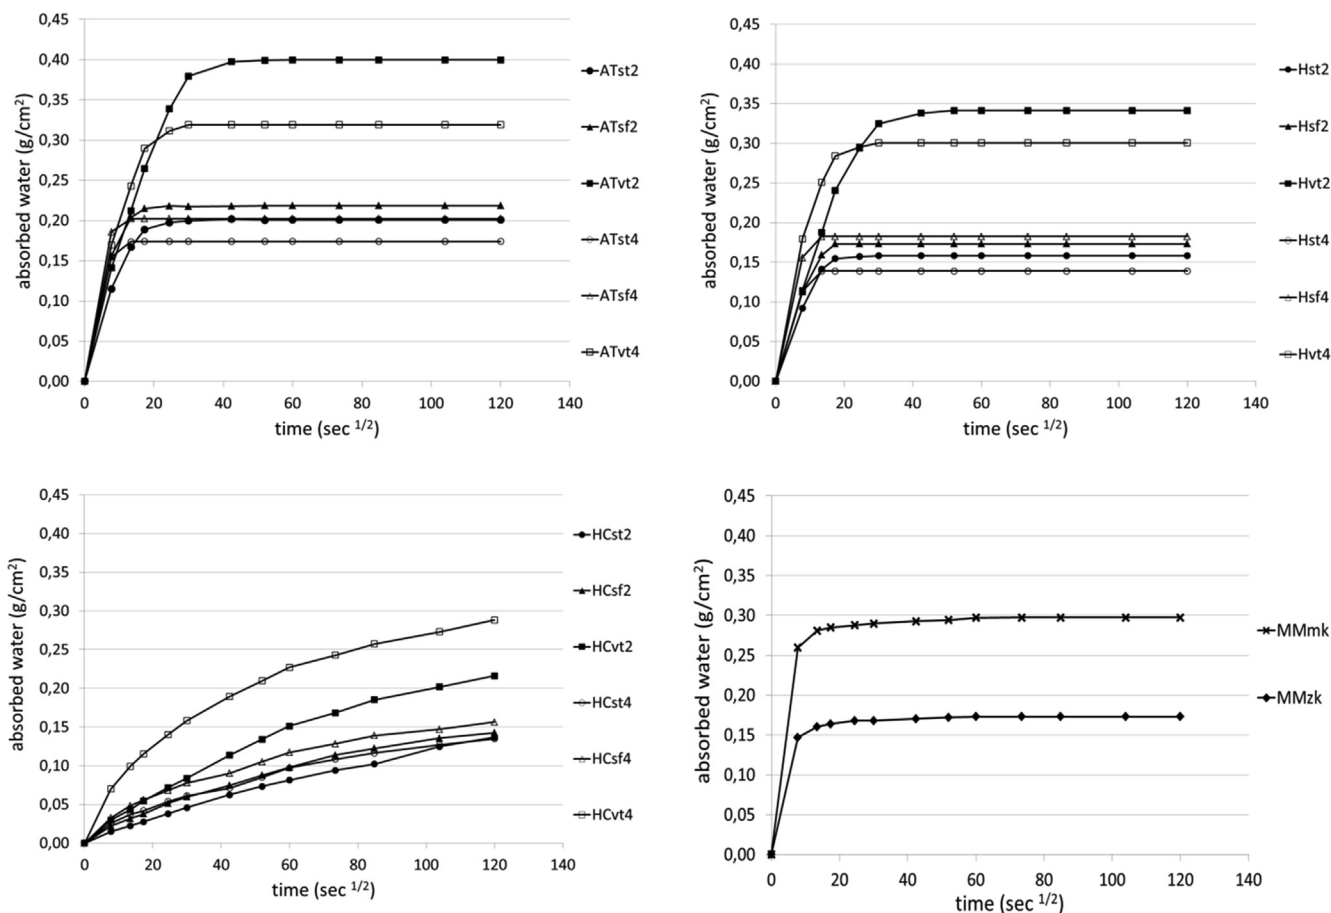 0,45
0,40
0,35
0,30
0,25
0,20
0,15
0,10
0,05
0,00
absorbed water (g/cm2)
0 20 40 60 80 100 120 140
time (sec 1/2)
ATst2
ATsf2
ATvt2
ATst4
ATsf4
ATvt4
0,45
0,40
0,35
0,30
0,25
0,20
0,15
0,10
0,05
0,00
absorbed water (g/cm2)
0 20 40 60 80 100 120 140
time (sec 1/2)
Hst2
Hsf2
Hvt2
Hst4
Hsf4
Hvt4
0,45
0,40
0,35
0,30
0,25
0,20
0,15
0,10
0,05
0,00
absorbed water (g/cm2)
0 20 40 60 80 100 120 140
time (sec 1/2)
HCst2
HCsf2
HCvt2
HCst4
HCsf4
HCvt4
0,45
0,40
0,35
0,30
0,25
0,20
0,15
0,10
0,05
0,00
absorbed water (g/cm2)
0 20 40 60 80 100 120 140
time (sec 1/2)
MMmk
MMzk